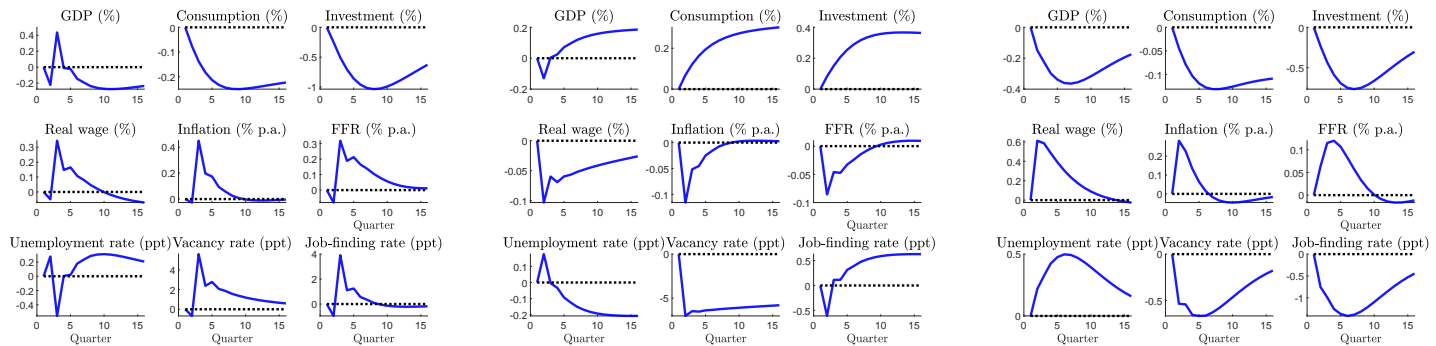 GDP (%) Consumption (%) Investment (%)
0.4
0.2
0
-0.2
0 5 10 15
0
-0.1
-0.2
0 5 10 15
0
-0.5
-1
0 5 10 15
Real wage (%) Inflation (% p.a.) FFR (% p.a.)
0.3
0.2
0.1
0
0 5 10 15
0.4
0.2
0
0 5 10 15
0.3
0.2
0.1
0
0 5 10 15
Quarter
Unemployment rate (ppt) Vacancy rate (ppt) Job-finding rate (ppt)
0.2
0
-0.2
-0.4
0 5 10 15
Quarter
4
2
0
0 5 10 15
Quarter
4
2
0
0 5 10 15
Quarter
GDP (%) Consumption (%) Investment (%)
0.2
0
-0.2
0 5 10 15
0.2
0
0 5 10 15
0.4
0.2
0
0 5 10 15
Real wage (%) Inflation (% p.a.) FFR (% p.a.)
0
-0.05
-0.1
0 5 10 15
0
-0.05
-0.1
0 5 10 15
0
-0.05
-0.1
0 5 10 15
Quarter
Unemployment rate (ppt) Vacancy rate (ppt) Job-finding rate (ppt)
0.1
0
-0.1
-0.2
0 5 10 15
Quarter
0
-5
0 5 10 15
Quarter
0.5
0
-0.5
0 5 10 15
Quarter
GDP (%) Consumption (%) Investment (%)
0
-0.2
-0.4
0 5 10 15
0
-0.05
-0.1
0 5 10 15
0
-0.5
0 5 10 15
Real wage (%) Inflation (% p.a.) FFR (% p.a.)
0.6
0.4
0.2
0
0 5 10 15
0.2
0.1
0
0 5 10 15
0.1
0.05
0
0 5 10 15
Quarter
Unemployment rate (ppt) Vacancy rate (ppt) Job-finding rate (ppt)
0.5
0
0 5 10 15
Quarter
0
-0.5
0 5 10 15
Quarter
0
-0.5
-1
0 5 10 15
Quarter